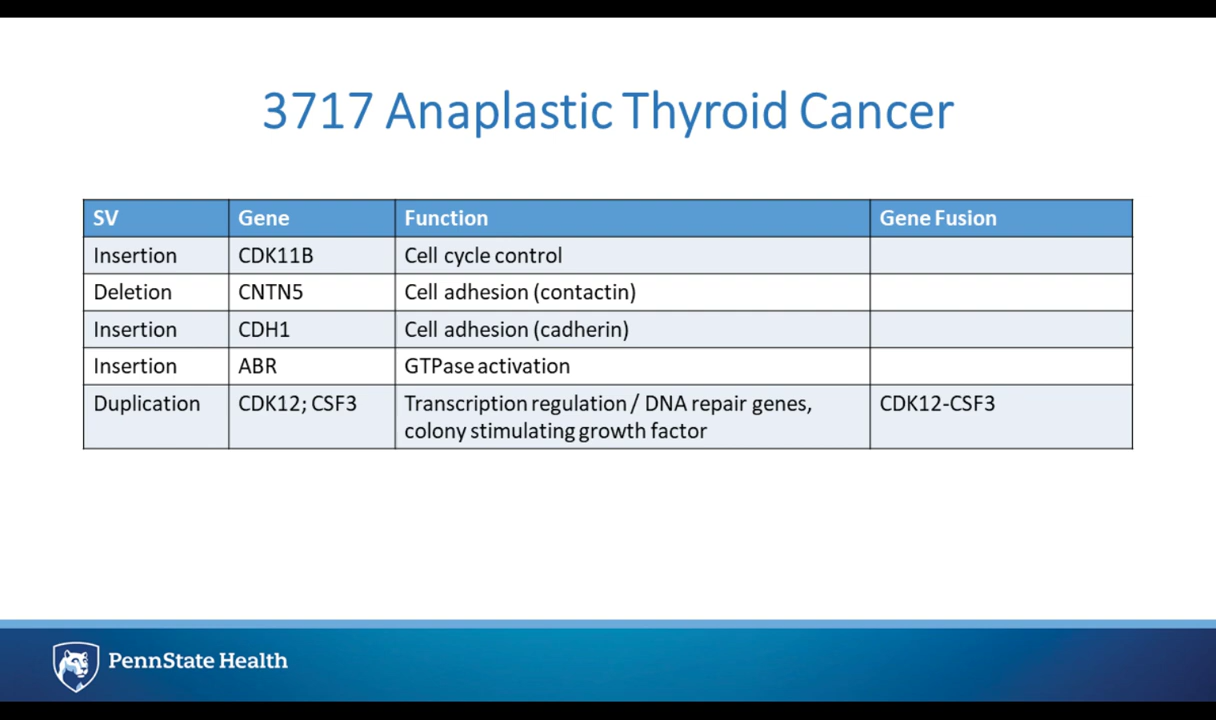 3717 Anaplastic Thyroid Cancer
SV Gene Function Gene Fusion
Insertion CDK11B Cell cycle control
Deletion CNTN5 Cell adhesion (contactin)
Insertion CDH1 Cell adhesion (cadherin)
Insertion ABR GTPase activation
Duplication CDK12; CSF3 Transcription regulation / DNA repair genes, CDK12-CSF3
colony stimulating growth factor
PennState Health